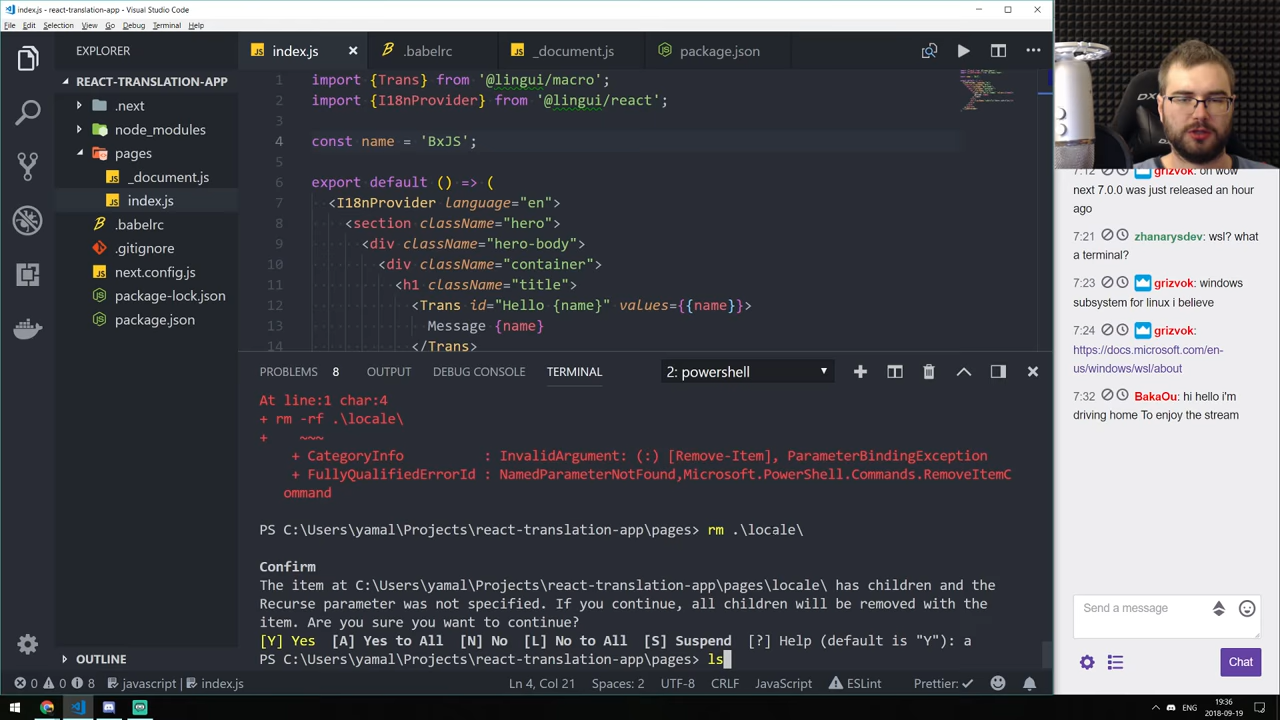 index.js - react-translation-app - Visual Studio Code
File Edit Selection View Go Debug Terminal Help
EXPLORER
REACT-TRANSLATION-APP
.next
node_modules
pages
_document.js
index.js
.babelrc
.gitignore
next.config.js
package-lock.json
package.json
OUTLINE
index.js .babelrc _document.js package.json
1 import {Trans} from '@lingui/macro';
2 import {I18nProvider} from '@lingui/react';
3
4 const name = 'BxJS';
5
6 export default () => (
7 <I18nProvider language="en">
8 <section className="hero">
9 <div className="hero-body">
10 <div className="container">
11 <h1 className="title">
12 <Trans id="Hello {name}" values={{name}}>
13 Message {name}
14 </Trans>
PROBLEMS 8 OUTPUT DEBUG CONSOLE TERMINAL 2: powershell
At line:1 char:4
+ rm -rf .\locale\
+    ~~~
+ CategoryInfo : InvalidArgument: (:) [Remove-Item], ParameterBindingException
+ FullyQualifiedErrorId : NamedParameterNotFound,Microsoft.PowerShell.Commands.RemoveItemC
ommand
PS C:\Users\yamal\Projects\react-translation-app\pages> rm .\locale\
Confirm
The item at C:\Users\yamal\Projects\react-translation-app\pages\locale\ has children and the
Recurse parameter was not specified. If you continue, all children will be removed with the
item. Are you sure you want to continue?
[Y] Yes [A] Yes to All [N] No [L] No to All [S] Suspend [?] Help (default is "Y"): a
PS C:\Users\yamal\Projects\react-translation-app\pages> ls
0 0 8 javascript index.js Ln 4, Col 21 Spaces: 2 UTF-8 CRLF JavaScript ESLint Prettier: ✓
7:12 grizvok: oh wow
next 7.0.0 was just released an hour
ago
7:21 zhanarysdev: wsl? what
a terminal?
7:23 grizvok: windows
subsystem for linux i believe
7:24 grizvok:
https://docs.microsoft.com/en-
us/windows/wsl/about
7:32 BakaOu: hi hello i'm
driving home To enjoy the stream
Send a message
Chat
ENG
19:36
2018-09-19